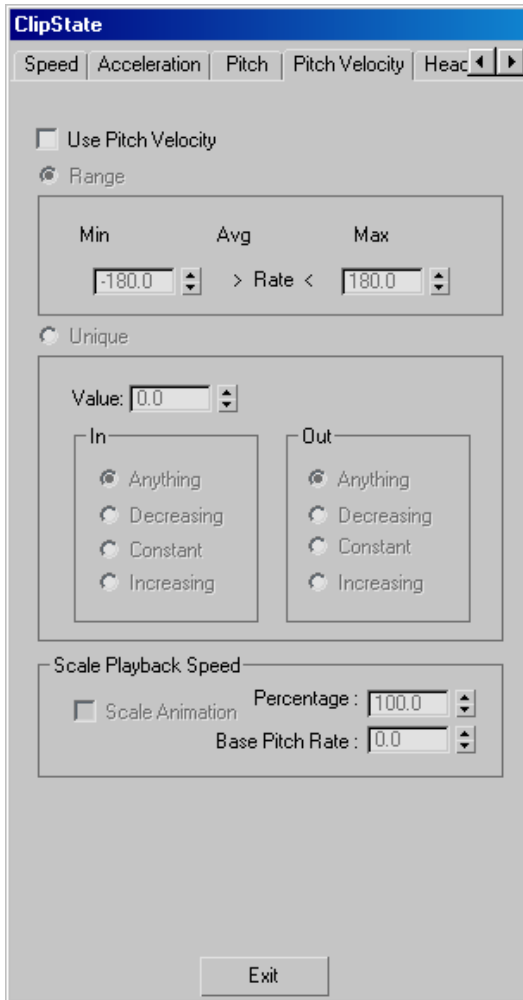 ClipState
Speed Acceleration Pitch Pitch Velocity Head
Use Pitch Velocity
Range
Min Avg Max
-180.0 > Rate < 180.0
Unique
Value: 0.0
In Out
Anything Anything
Decreasing Decreasing
Constant Constant
Increasing Increasing
Scale Playback Speed
Scale Animation Percentage : 100.0
Base Pitch Rate : 0.0
Exit